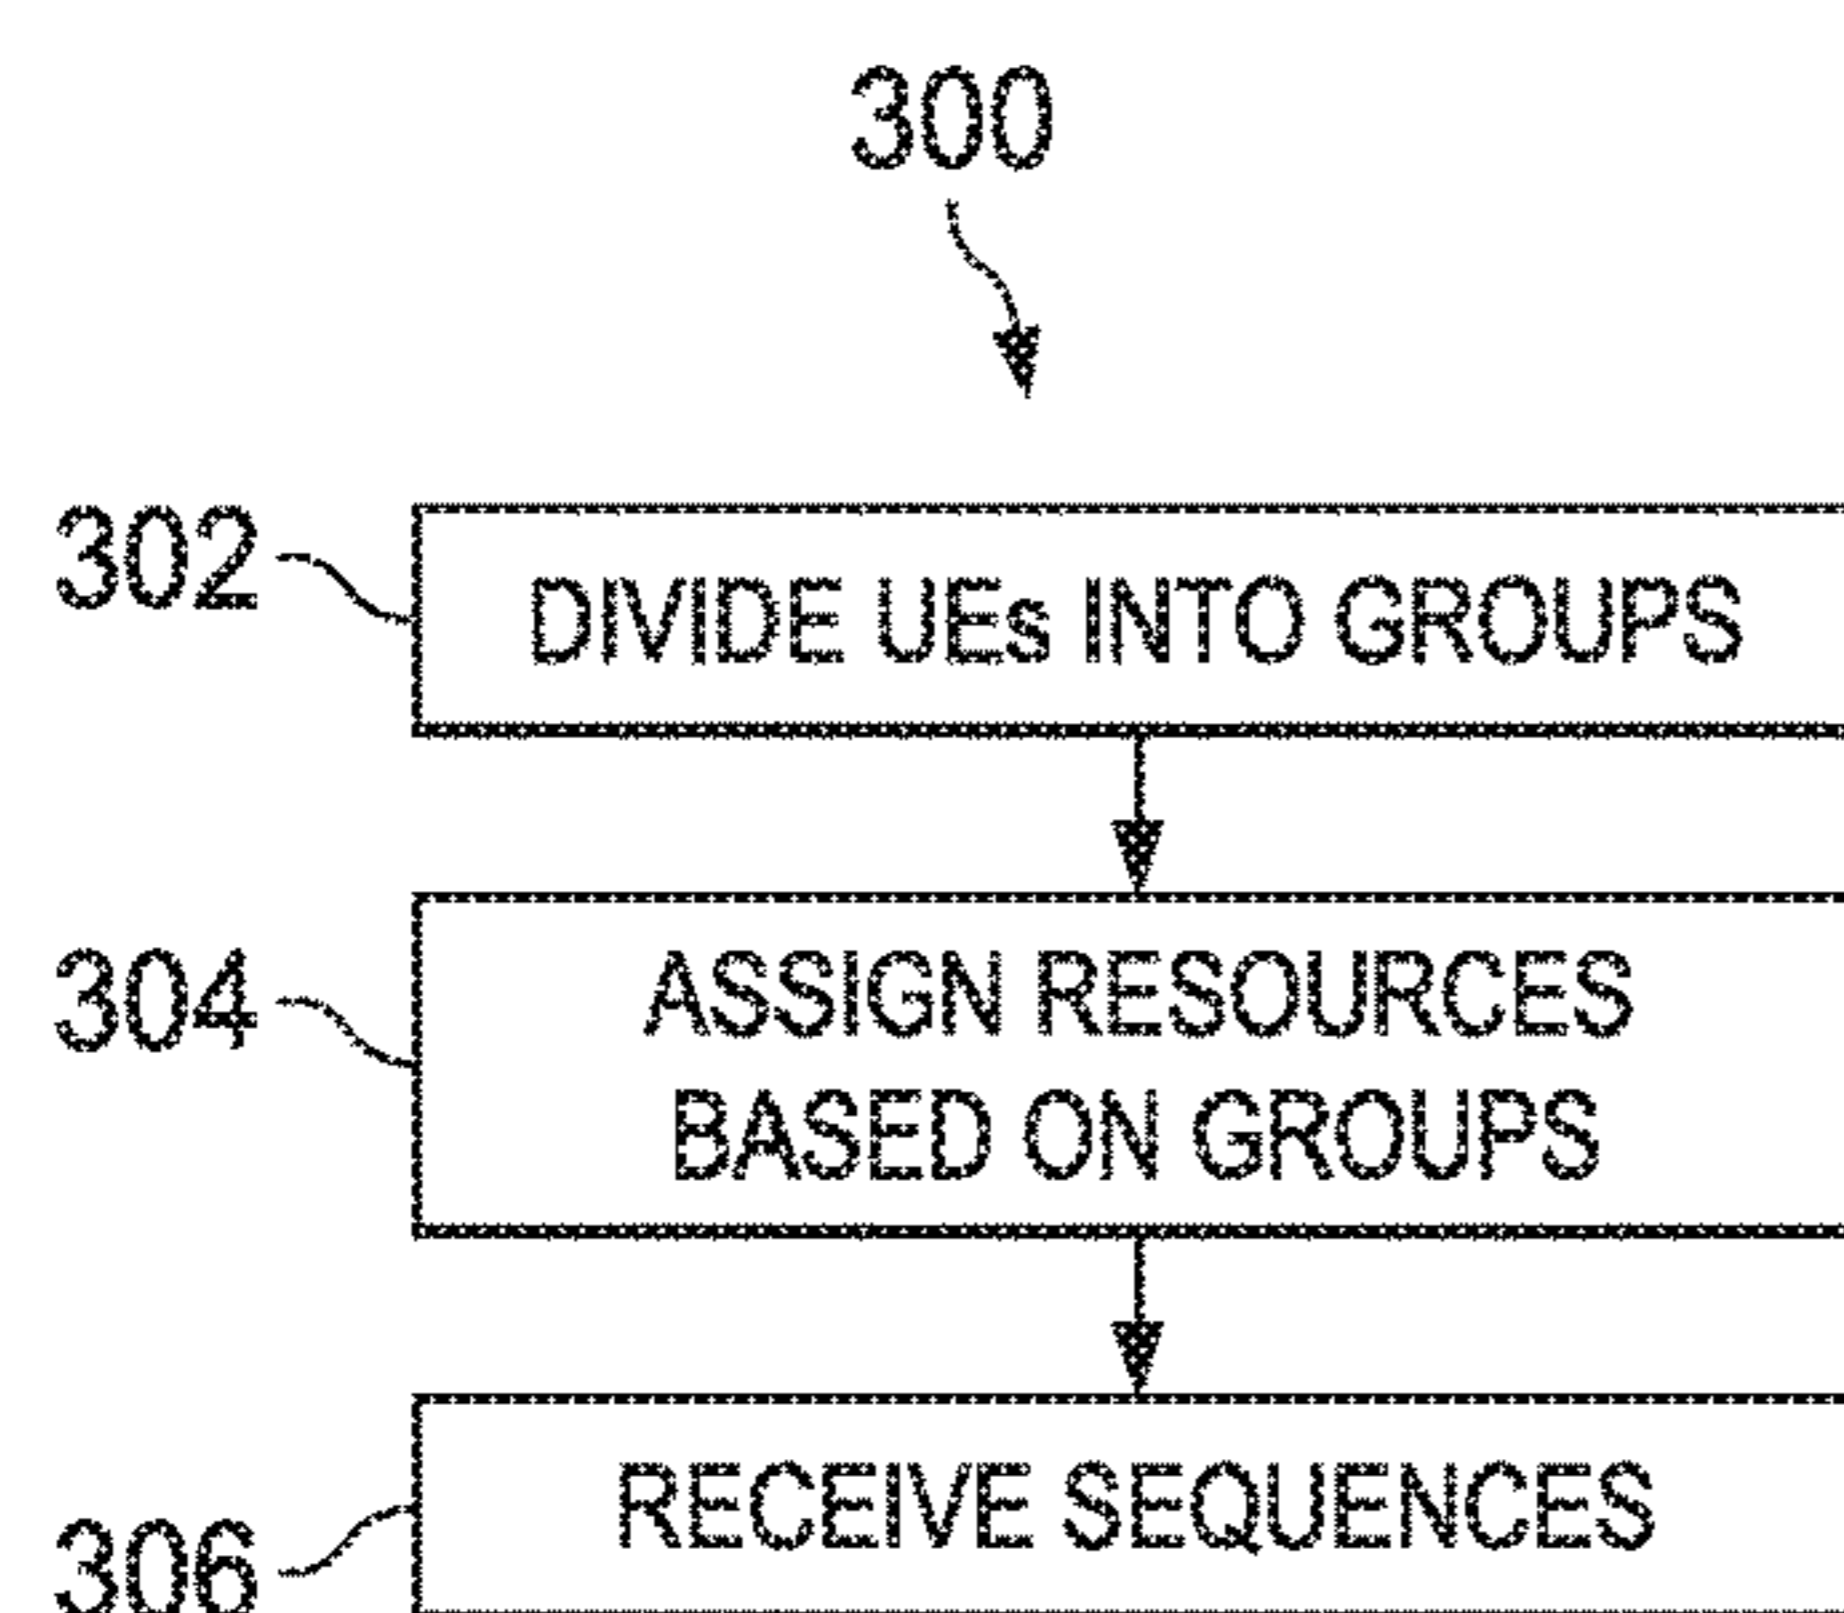 300
302
DIVIDE UEs INTO GROUPS
304
ASSIGN RESOURCES
BASED ON GROUPS
306
RECEIVE SEQUENCES